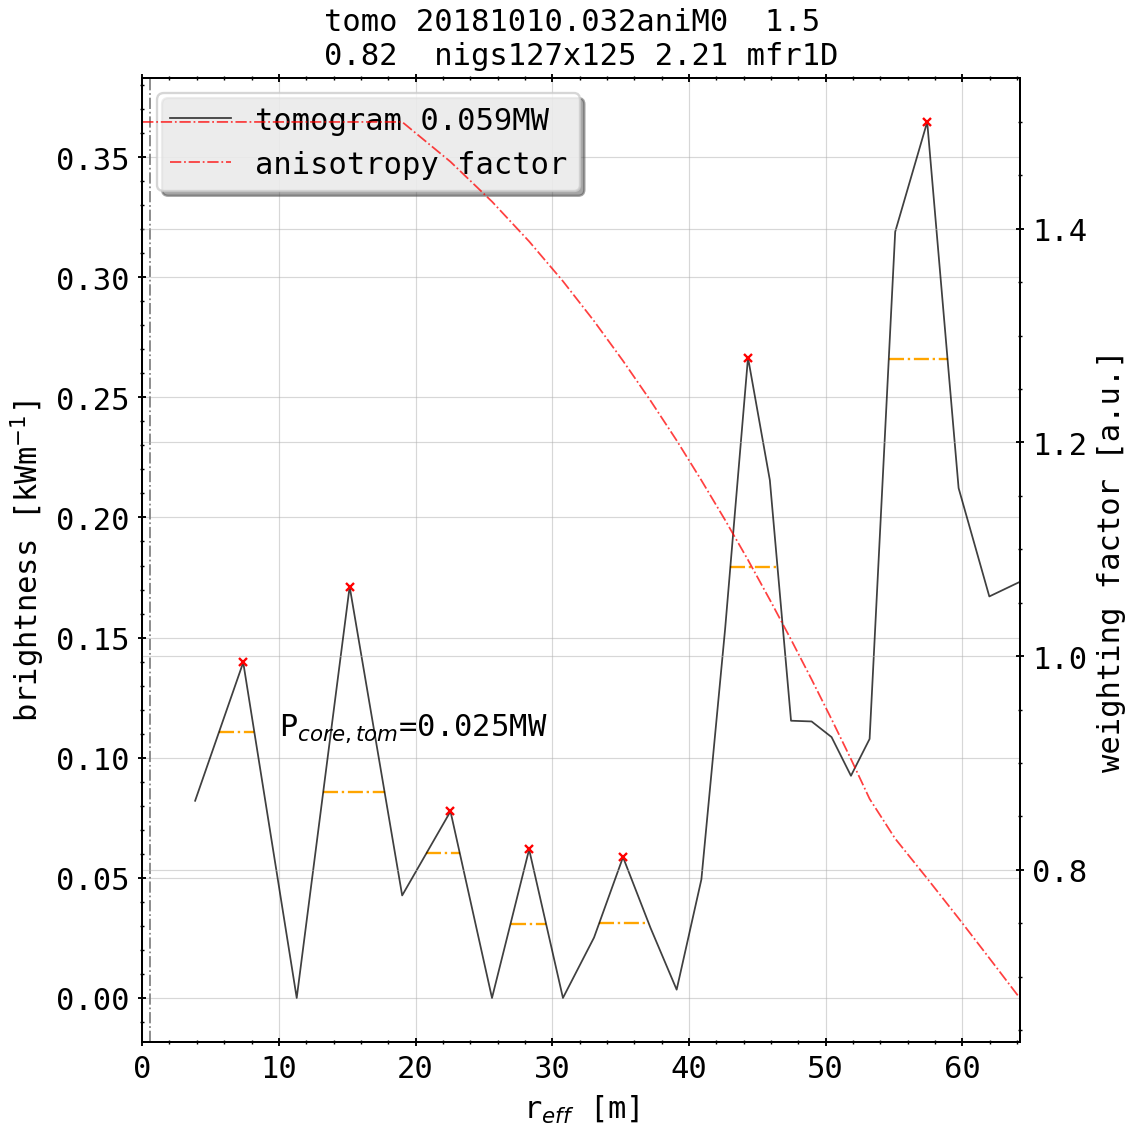 tomo 20181010.032aniM0  1.5
0.82  nigs127x125 2.21 mfr1D
tomogram 0.059MW
anisotropy factor
0.35
0.30
0.25
0.20
0.15
0.10
0.05
0.00
brightness [kWm⁻¹]
P_core,tom=0.025MW
1.4
1.2
1.0
0.8
weighting factor [a.u.]
0 10 20 30 40 50 60
r_eff [m]